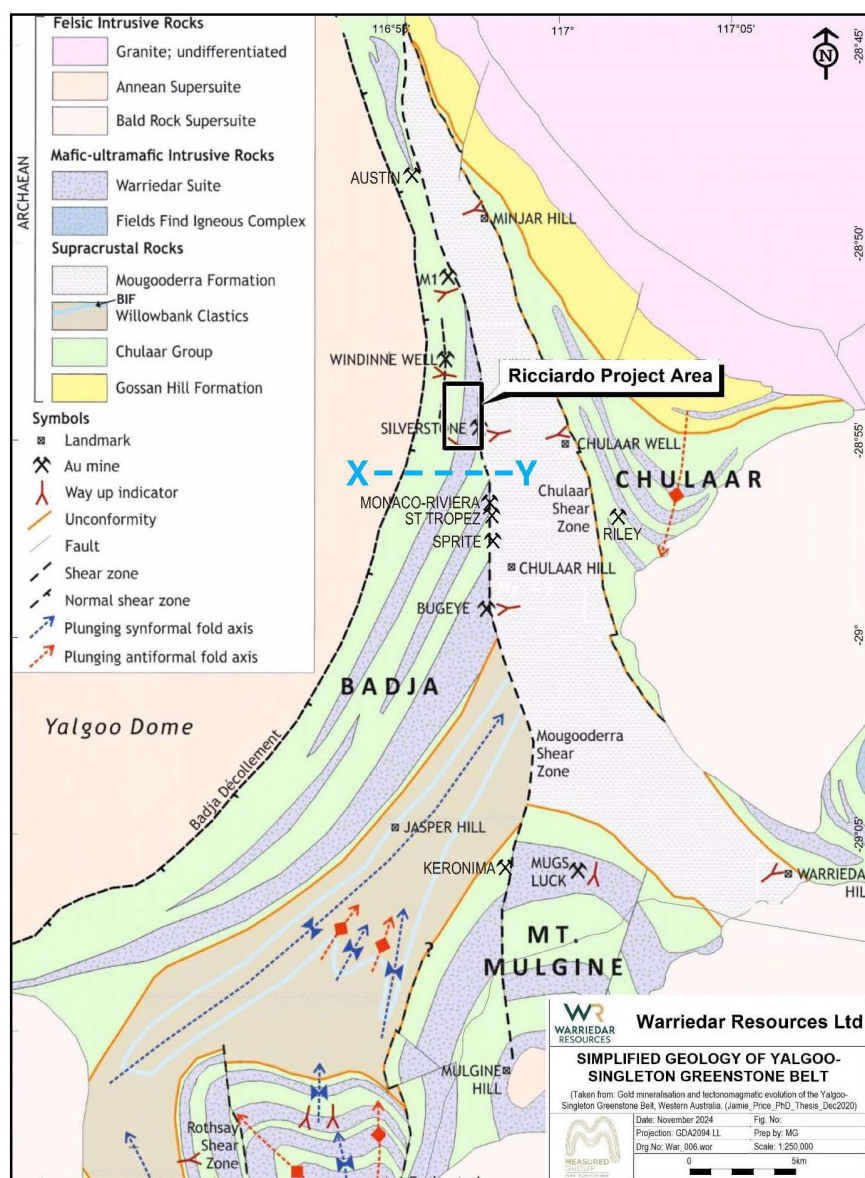 Felsic Intrusive Rocks
Granite; undifferentiated
Annean Supersuite
Bald Rock Supersuite
Mafic-ultramafic Intrusive Rocks
Warriedar Suite
Fields Find Igneous Complex
Supracrustal Rocks
Mougooderra Formation
BIF
Willowbank Clastics
Chulaar Group
Gossan Hill Formation
ARCHAEAN
Symbols
Landmark
Au mine
Way up indicator
Unconformity
Fault
Shear zone
Normal shear zone
Plunging synformal fold axis
Plunging antiformal fold axis
116°55'
117°
117°05'
-28°45'
N
AUSTIN
MINJAR HILL
-28°50'
M1
WINDINNE WELL
Ricciardo Project Area
SILVERSTONE
CHULAAR WELL
-28°55'
X
Y
CHULAAR
MONACO-RIVIERA
ST TROPEZ
SPRITE
Chulaar
Shear
Zone
RILEY
CHULAAR HILL
BUGEYE
-29°
BADJA
Yalgoo Dome
Badja Décollement
Mougooderra
Shear
Zone
JASPER HILL
-29°05'
KERONIMA
MUGS
LUCK
WARRIEDA
HIL
MT.
MULGINE
?
MULGINE
HILL
Rothsay
Shear
Zone
WR
WARRIEDAR
RESOURCES
Warriedar Resources Ltd
SIMPLIFIED GEOLOGY OF YALGOO-
SINGLETON GREENSTONE BELT
(Taken from: Gold mineralisation and tectonomagmatic evolution of the Yalgoo-
Singleton Greenstone Belt, Western Australia. (Jamie_Price_PhD_Thesis_Dec2020)
MEASURED
GROUP
Date: November 2024
Fig. No:
Projection: GDA2094 LL
Prep by: MG
Drg.No: War_006.wor
Scale: 1:250,000
0
5km